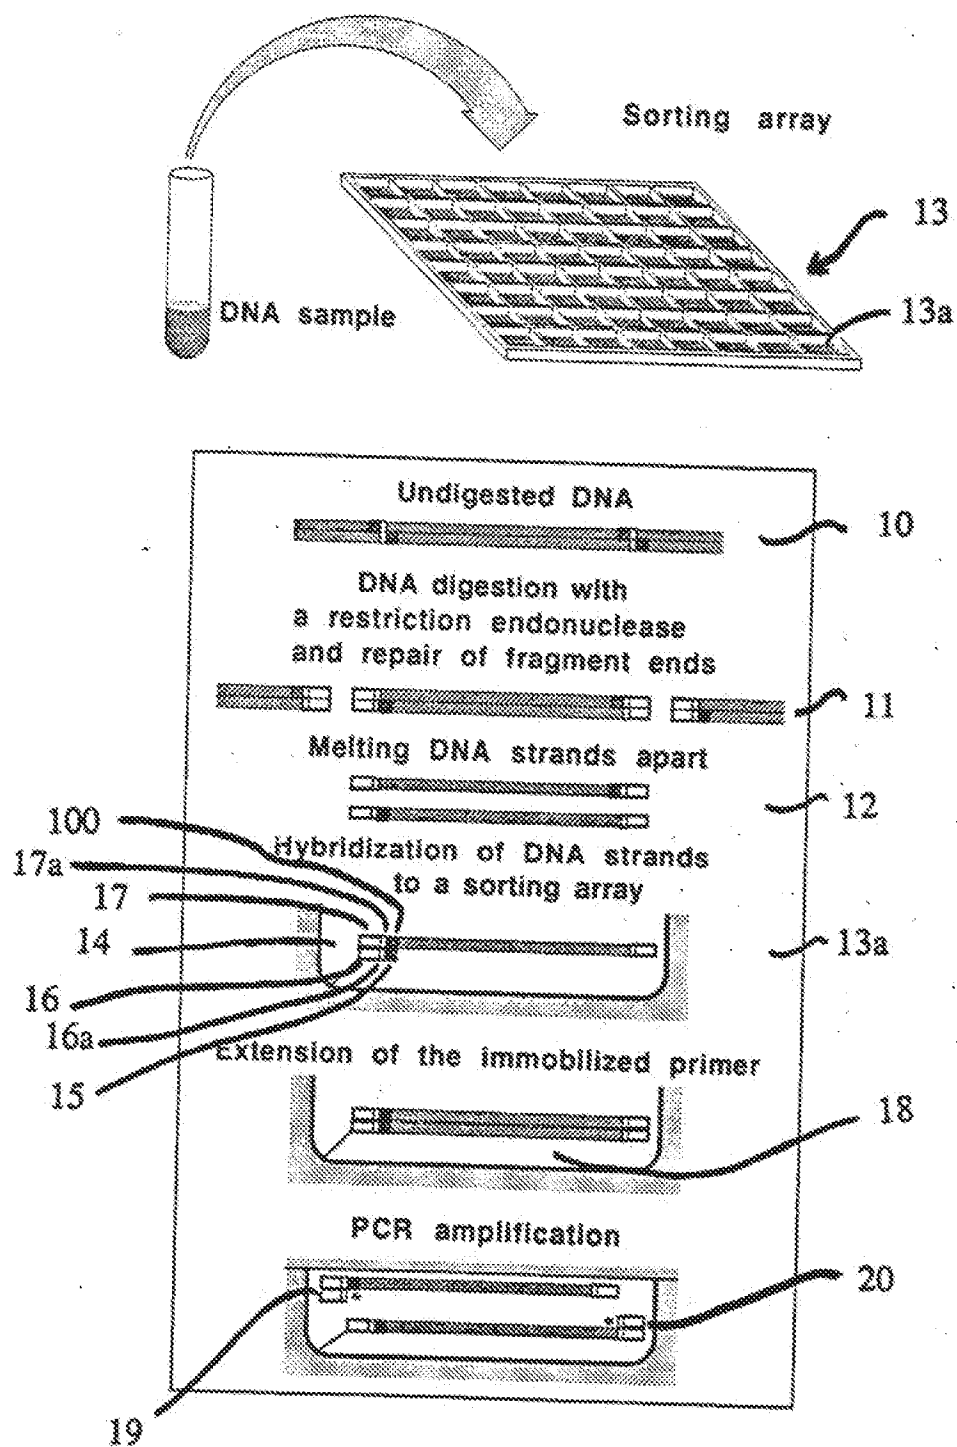 Sorting array
13
DNA sample
13a
Undigested DNA
10
DNA digestion with
a restriction endonuclease
and repair of fragment ends
11
Melting DNA strands apart
12
100
Hybridization of DNA strands
17a
to a sorting array
17
14
13a
16
16a
Extension of the immobilized primer
15
18
PCR amplification
20
19